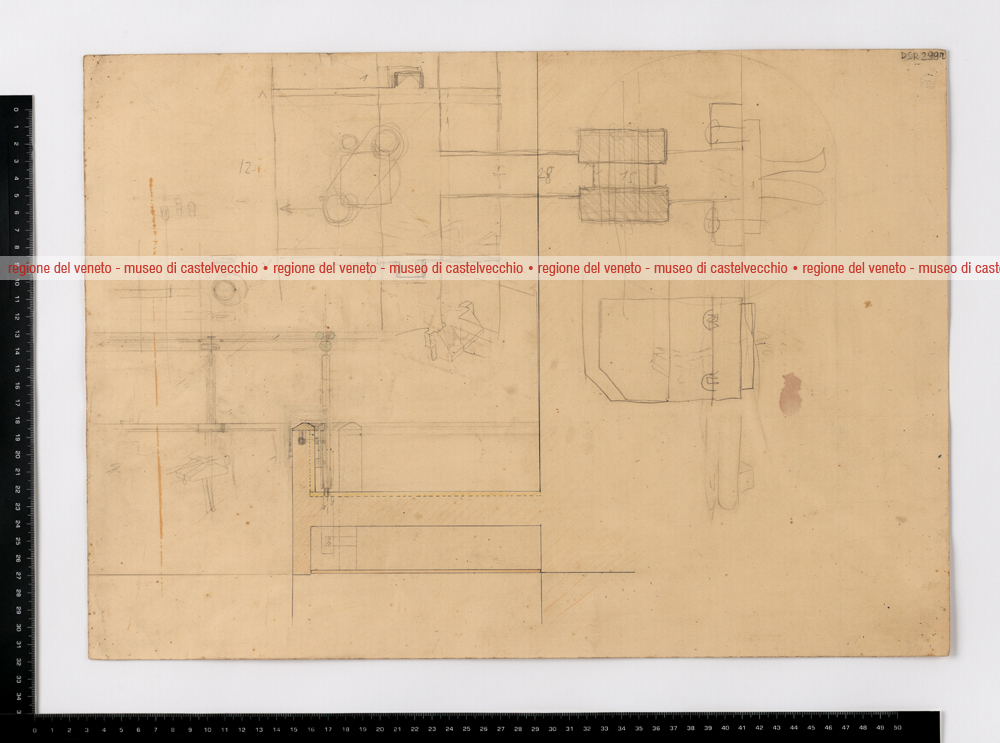 regione del veneto - museo di castelvecchio • regione del veneto - museo di castelvecchio • regione del veneto - museo di castelvecchio • regione del veneto - museo di cast
12
28
15
0 1 2 3 4 5 6 7 8 9 10 11 12 13 14 15 16 17 18 19 20 21 22 23 24 25 26 27 28 29 30 31 32 33 34
0 1 2 3 4 5 6 7 8 9 10 11 12 13 14 15 16 17 18 19 20 21 22 23 24 25 26 27 28 29 30 31 32 33 34 35 36 37 38 39 40 41 42 43 44 45 46 47 48 49 50